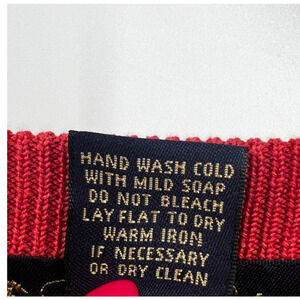 HAND WASH COLD
WITH MILD SOAP
DO NOT BLEACH
LAY FLAT TO DRY
WARM IRON
IF NECESSARY
OR DRY CLEAN